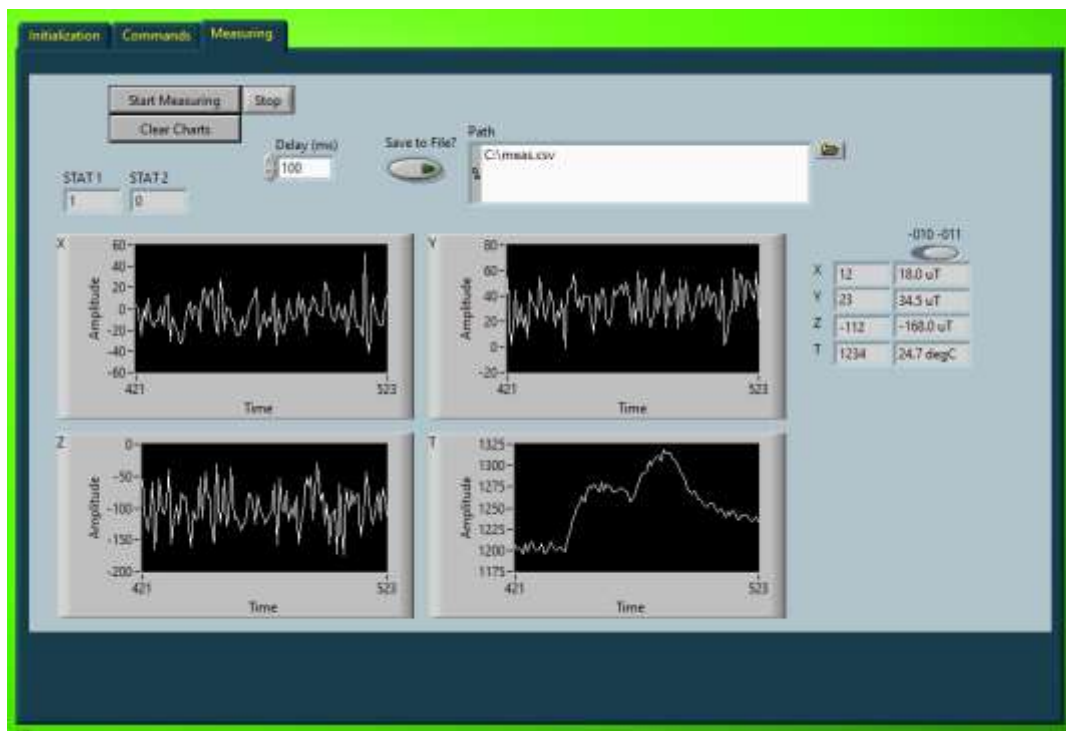 Initialization Commands Measuring
Start Measuring Stop
Clear Charts
Delay (ms)
100
Save to File?
Path
C:\meas.csv
STAT1 STAT2
1 0
X
Amplitude
60
40
20
0
-20
-40
-60
421 523
Time
Y
Amplitude
80
60
40
20
0
-20
421 523
Time
-010 -011
X 12 18.0 uT
Y 23 34.5 uT
Z -112 -168.0 uT
T 1234 24.7 degC
Z
Amplitude
0
-50
-100
-150
-200
421 523
Time
T
Amplitude
1325
1300
1275
1250
1225
1200
1175
421 523
Time